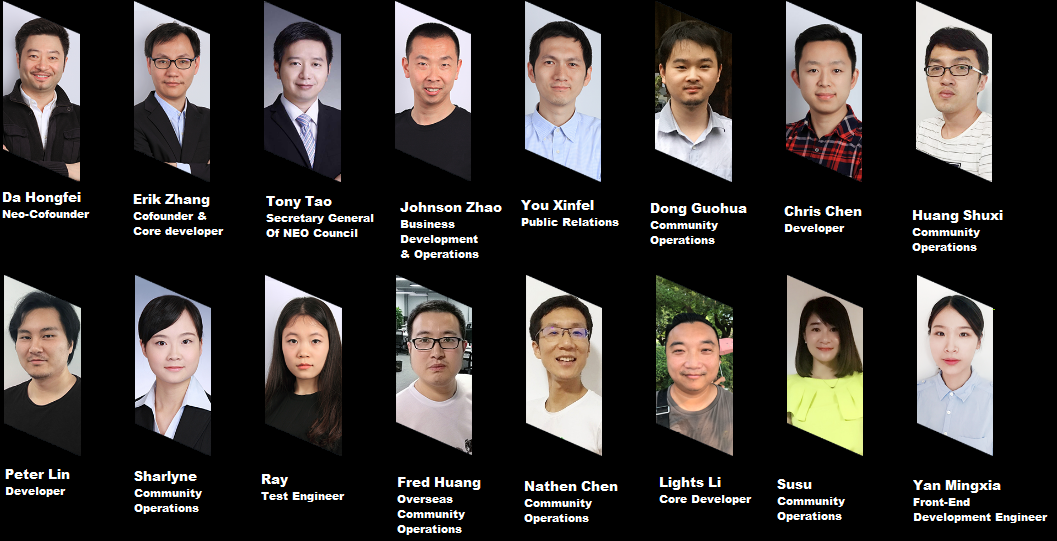 Da Hongfei
Neo-Cofounder
Erik Zhang
Cofounder &
Core developer
Tony Tao
Secretary General
Of NEO Council
Johnson Zhao
Business
Development
& Operations
You Xinfel
Public Relations
Dong Guohua
Community
Operations
Chris Chen
Developer
Huang Shuxi
Community
Operations
Peter Lin
Developer
Sharlyne
Community
Operations
Ray
Test Engineer
Fred Huang
Overseas
Community
Operations
Nathen Chen
Community
Operations
Lights Li
Core Developer
Susu
Community
Operations
Yan Mingxia
Front-End
Development Engineer